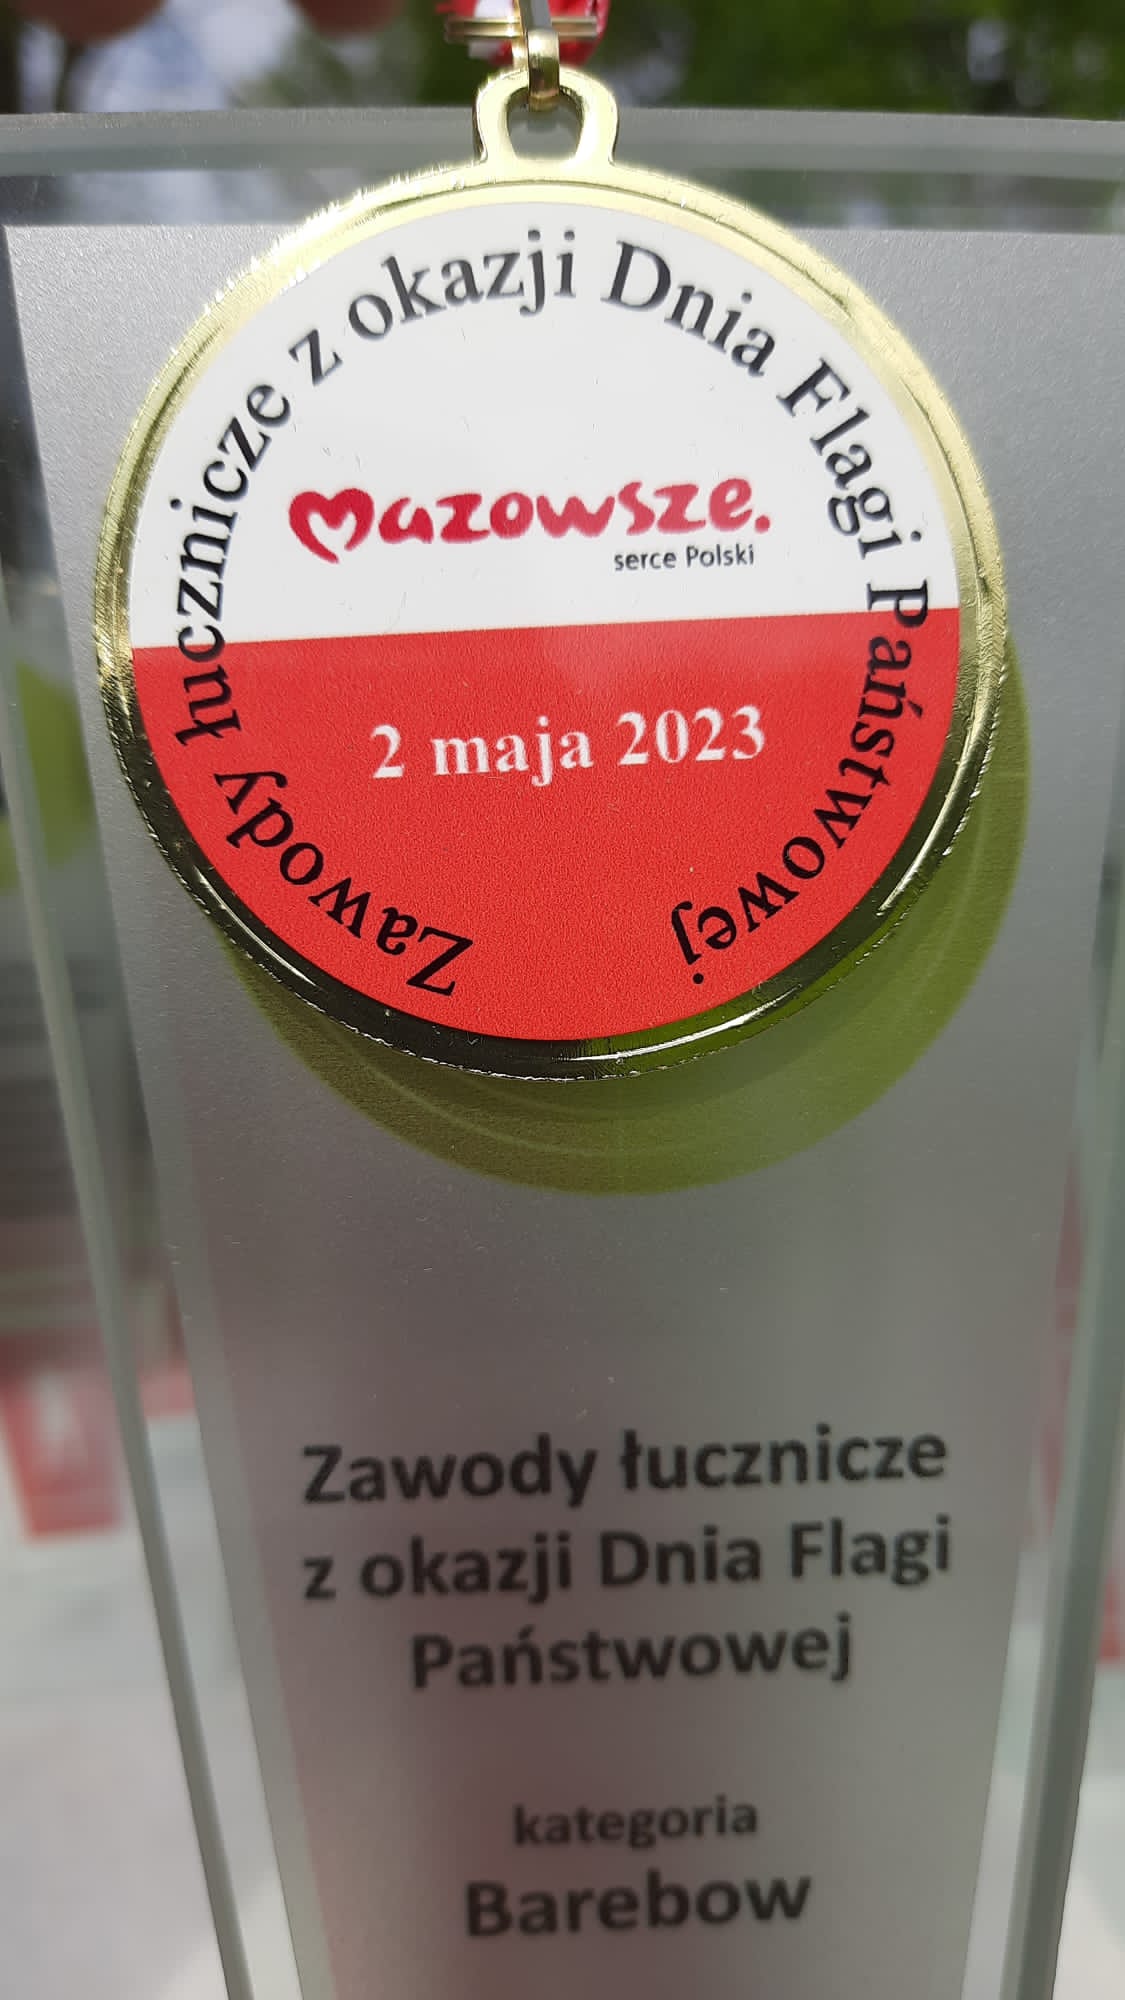 Zawody łucznicze z okazji Dnia Flagi Państwowej
Mazowsze.
serce Polski
2 maja 2023
Zawody łucznicze
z okazji Dnia Flagi
Państwowej
kategoria
Barebow